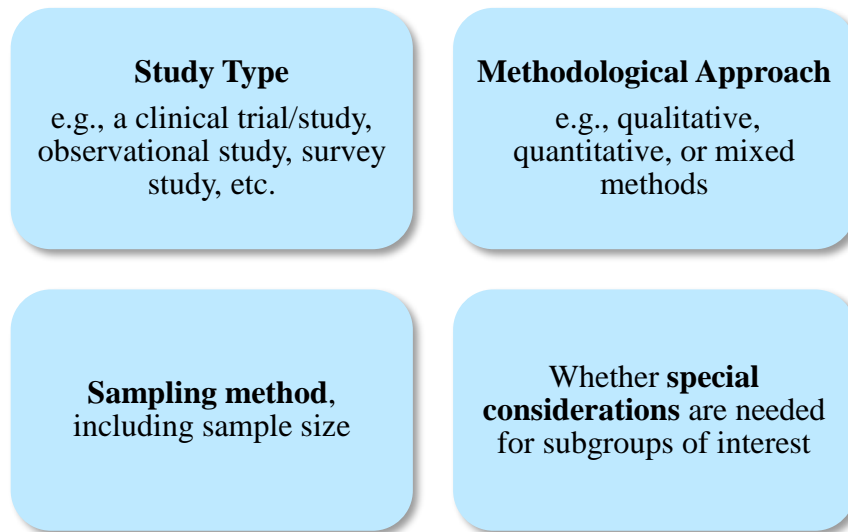 Study Type
e.g., a clinical trial/study,
observational study, survey
study, etc.
Methodological Approach
e.g., qualitative,
quantitative, or mixed
methods
Sampling method,
including sample size
Whether special
considerations are needed
for subgroups of interest